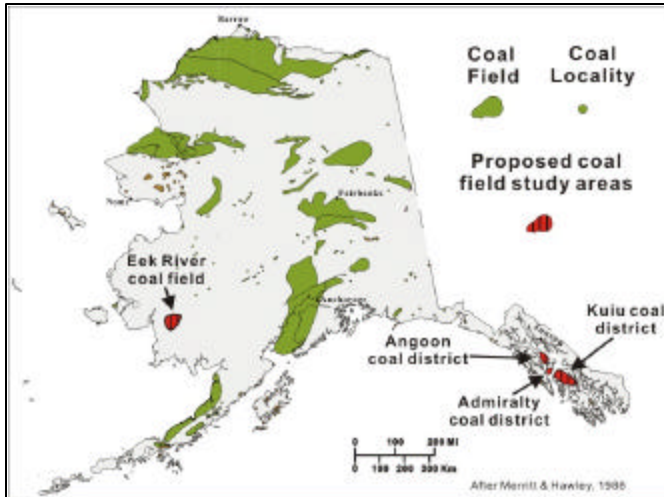 Barrow
Coal
Field
Coal
Locality
Proposed coal
field study areas
Fairbanks
Nome
Eek River
coal field
Anchorage
Kuiu coal
district
Angoon
coal district
Admiralty
coal district
0 100 200 MI
0 100 200 300 Km
After Merritt & Hawley, 1986